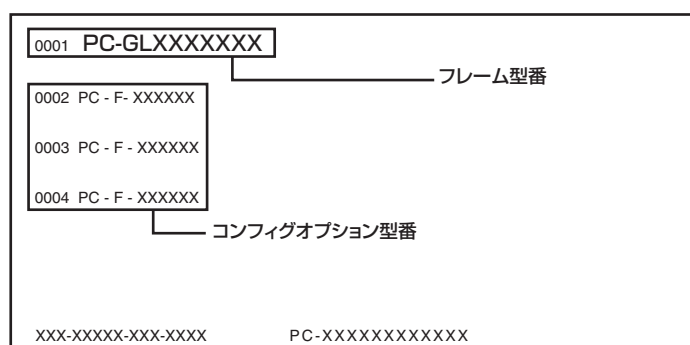 0001 PC-GLXXXXXXX
フレーム型番
0002 PC - F- XXXXXX
0003 PC - F - XXXXXX
0004 PC - F - XXXXXX
コンフィグオプション型番
XXX-XXXXX-XXX-XXXX PC-XXXXXXXXXXXX